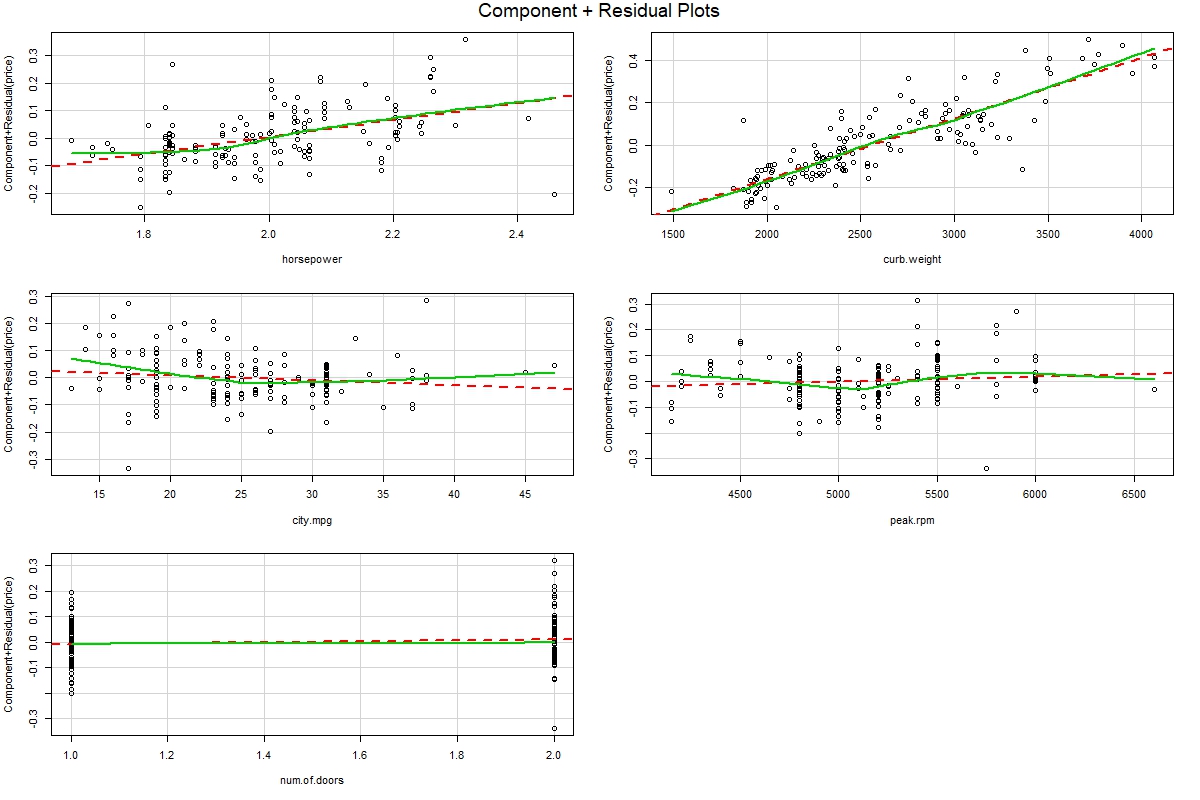 Component + Residual Plots
Component+Residual(price)
0.3
0.2
0.1
0.0
-0.1
-0.2
1.8 2.0 2.2 2.4
horsepower
Component+Residual(price)
0.4
0.2
0.0
-0.2
1500 2000 2500 3000 3500 4000
curb.weight
Component+Residual(price)
0.3
0.2
0.1
0.0
-0.1
-0.2
-0.3
15 20 25 30 35 40 45
city.mpg
Component+Residual(price)
0.3
0.2
0.1
0.0
-0.1
-0.3
4500 5000 5500 6000 6500
peak.rpm
Component+Residual(price)
0.3
0.2
0.1
0.0
-0.1
-0.3
1.0 1.2 1.4 1.6 1.8 2.0
num.of.doors